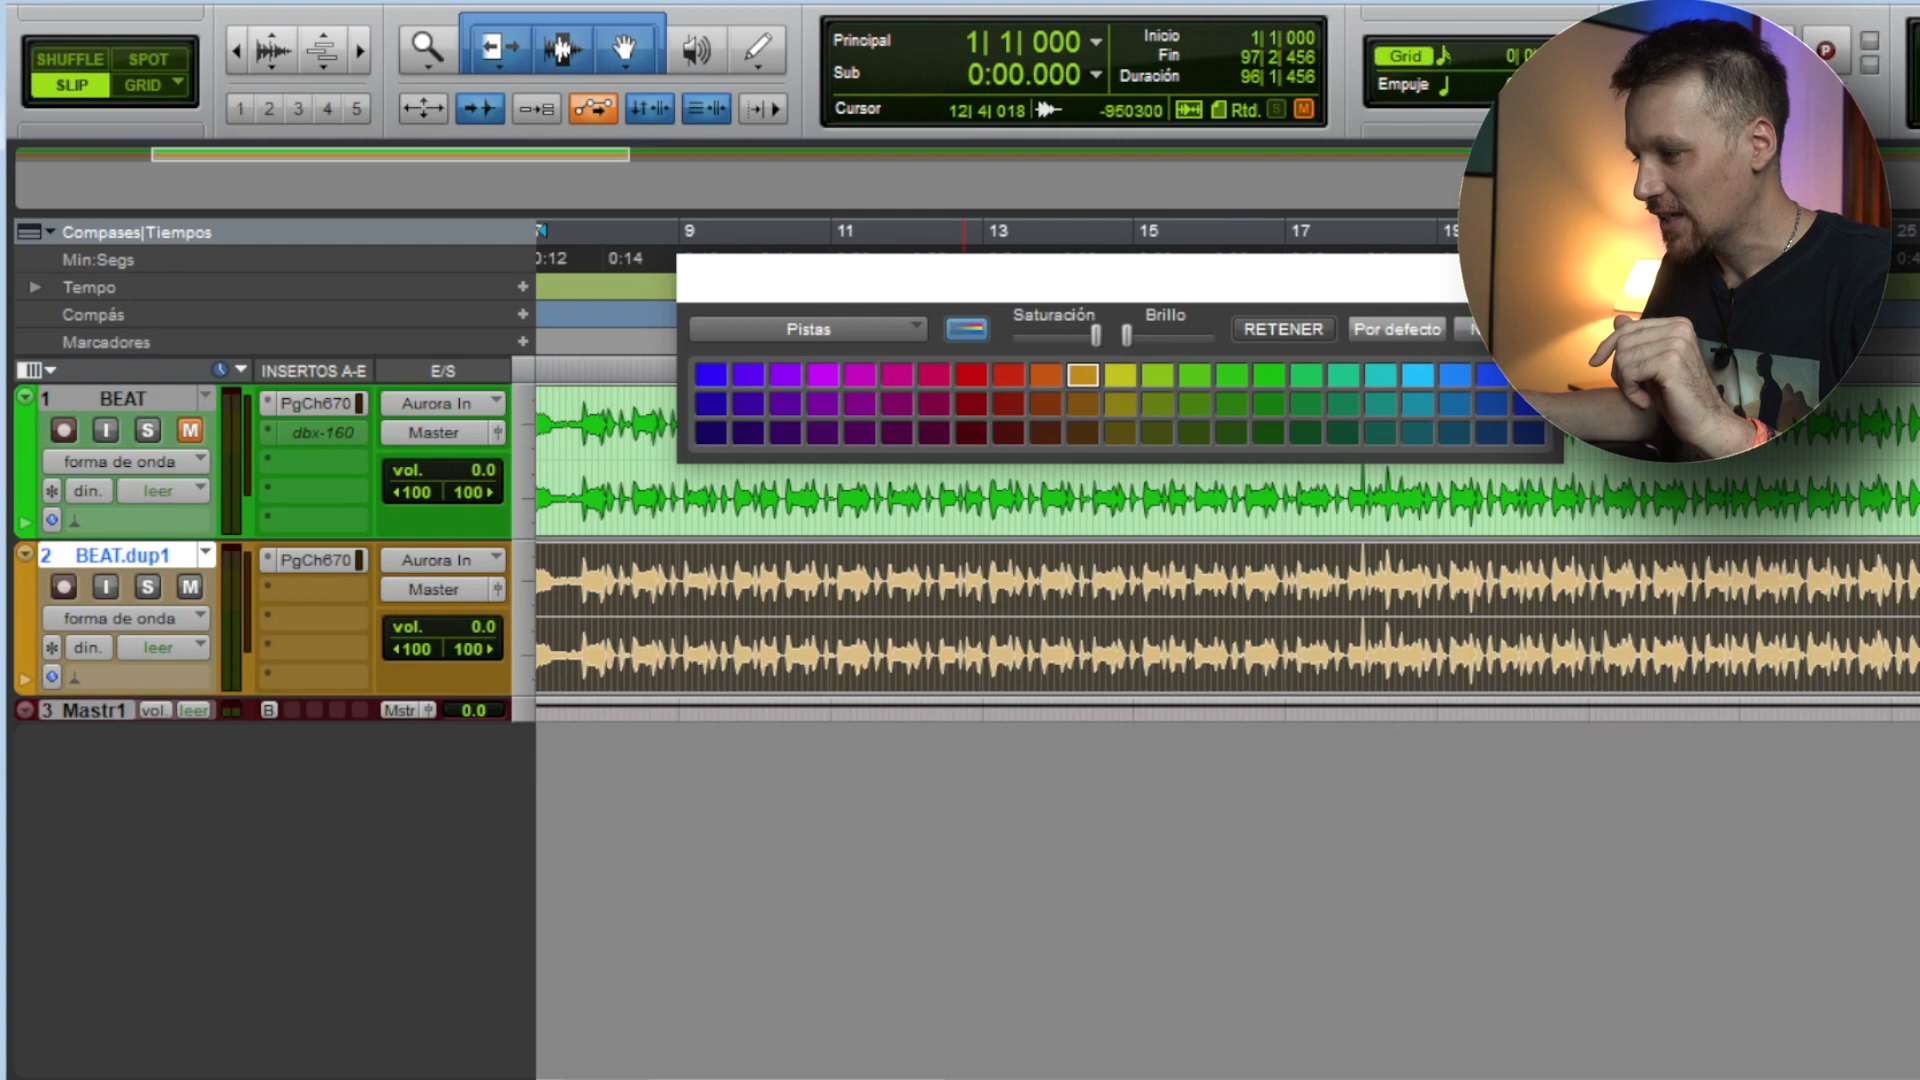 SHUFFLE SPOT
SLIP GRID
1 2 3 4 5
Principal 1| 1| 000
Sub 0:00.000
Inicio 1| 1| 000
Fin 97| 2| 456
Duración 96| 1| 456
Cursor 12| 4| 018 -950300 Rtd. S M
Grid
Empuje
P
Compases|Tiempos
9 11 13 15 17 25
Min:Segs
0:12 0:14
Tempo
Compás
Marcadores
Pistas
Saturación
Brillo
RETENER
Por defecto
INSERTOS A-E E/S
1 BEAT
PgCh670
Aurora In
I S M
dbx-160
Master
forma de onda
vol. 0.0
din. leer
100 100
2 BEAT.dup1
PgCh670
Aurora In
I S M
Master
forma de onda
vol. 0.0
din. leer
100 100
3 Mastr1 vol. leer B Mstr 0.0